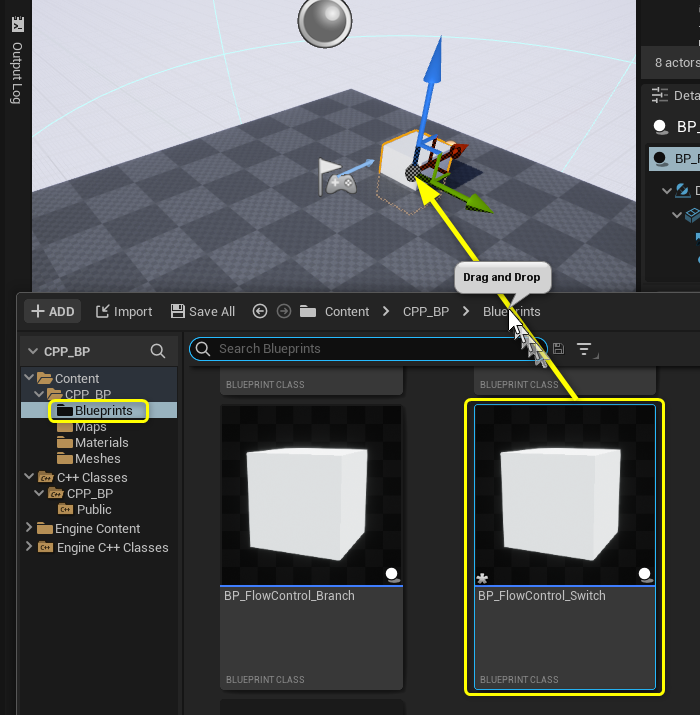 Output Log
8 actors
Deta
BP_
BP_F
D
Drag and Drop
ADD
Import
Save All
Content
CPP_BP
Blueprints
CPP_BP
Search Blueprints
Content
CPP_BP
Blueprints
Maps
Materials
Meshes
C++ Classes
CPP_BP
Public
Engine Content
Engine C++ Classes
BLUEPRINT CLASS
BLUEPRINT CLASS
BP_FlowControl_Branch
BP_FlowControl_Switch
BLUEPRINT CLASS
BLUEPRINT CLASS